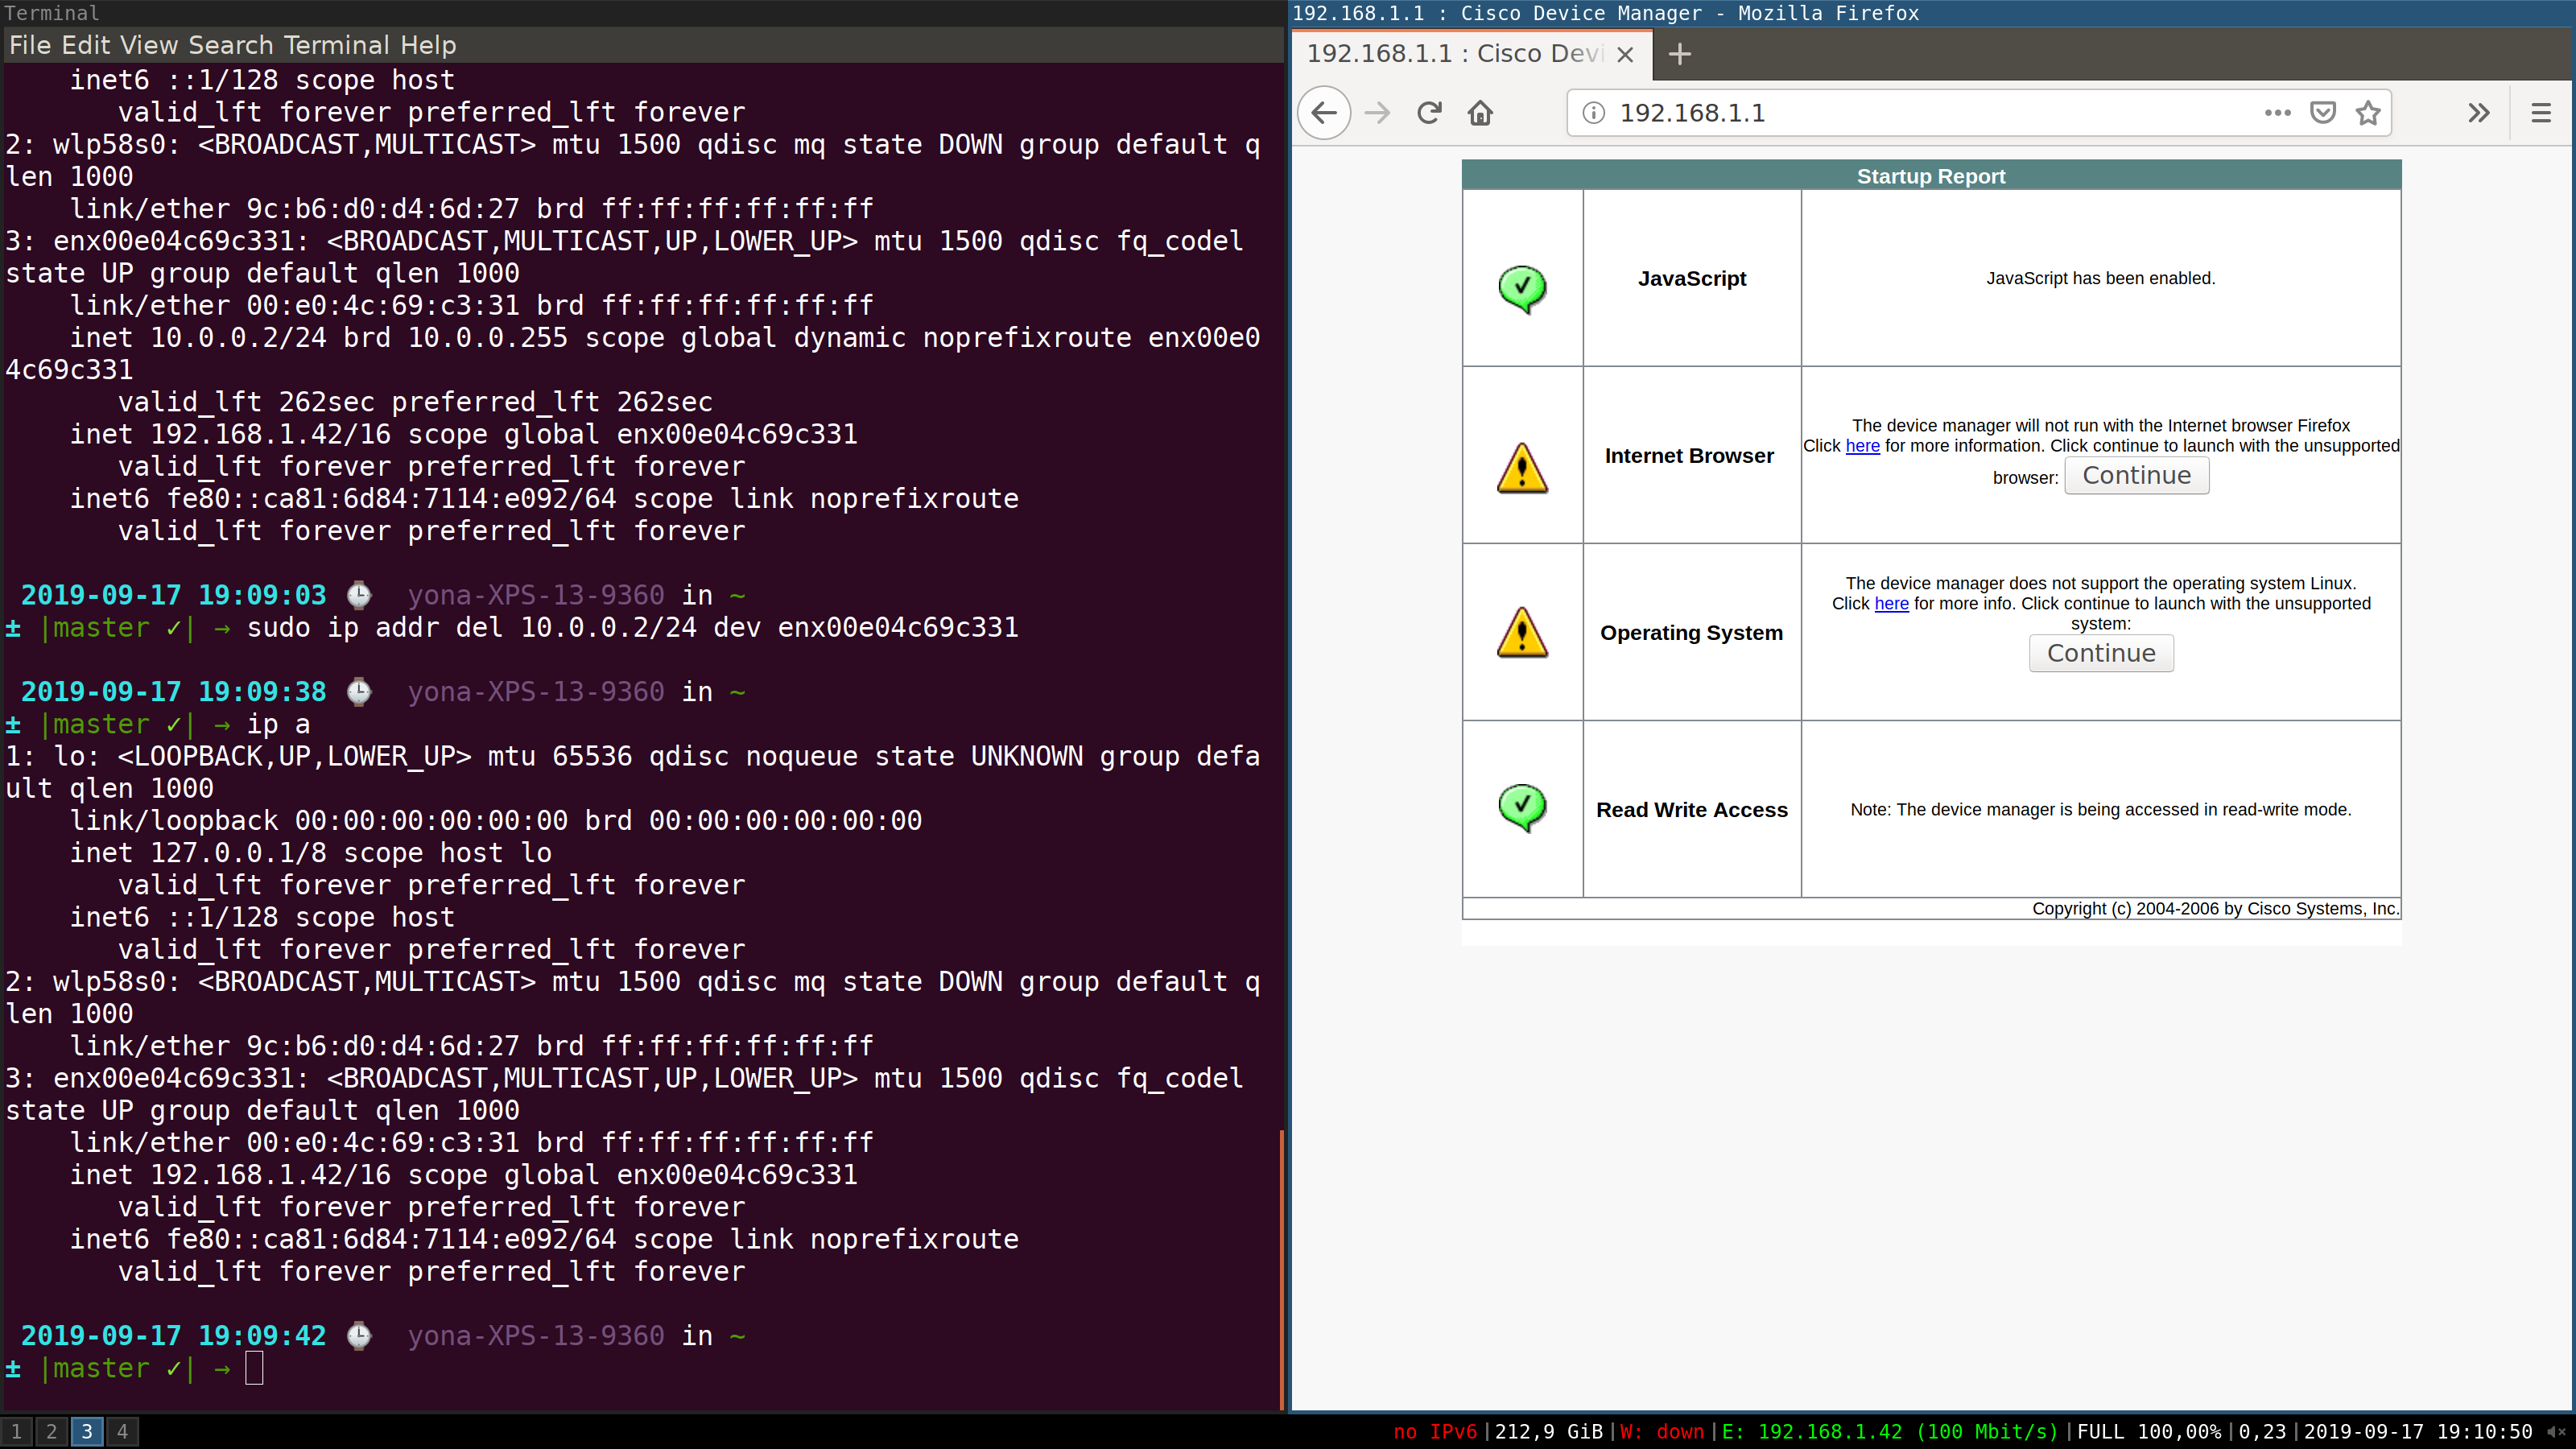 Terminal
File Edit View Search Terminal Help
inet6 ::1/128 scope host
valid_lft forever preferred_lft forever
2: wlp58s0: <BROADCAST,MULTICAST> mtu 1500 qdisc mq state DOWN group default q
len 1000
link/ether 9c:b6:d0:d4:6d:27 brd ff:ff:ff:ff:ff:ff
3: enx00e04c69c331: <BROADCAST,MULTICAST,UP,LOWER_UP> mtu 1500 qdisc fq_codel
state UP group default qlen 1000
link/ether 00:e0:4c:69:c3:31 brd ff:ff:ff:ff:ff:ff
inet 10.0.0.2/24 brd 10.0.0.255 scope global dynamic noprefixroute enx00e0
4c69c331
valid_lft 262sec preferred_lft 262sec
inet 192.168.1.42/16 scope global enx00e04c69c331
valid_lft forever preferred_lft forever
inet6 fe80::ca81:6d84:7114:e092/64 scope link noprefixroute
valid_lft forever preferred_lft forever
2019-09-17 19:09:03 ⌚ yona-XPS-13-9360 in ~
± |master ✓| → sudo ip addr del 10.0.0.2/24 dev enx00e04c69c331
2019-09-17 19:09:38 ⌚ yona-XPS-13-9360 in ~
± |master ✓| → ip a
1: lo: <LOOPBACK,UP,LOWER_UP> mtu 65536 qdisc noqueue state UNKNOWN group defa
ult qlen 1000
link/loopback 00:00:00:00:00:00 brd 00:00:00:00:00:00
inet 127.0.0.1/8 scope host lo
valid_lft forever preferred_lft forever
inet6 ::1/128 scope host
valid_lft forever preferred_lft forever
2: wlp58s0: <BROADCAST,MULTICAST> mtu 1500 qdisc mq state DOWN group default q
len 1000
link/ether 9c:b6:d0:d4:6d:27 brd ff:ff:ff:ff:ff:ff
3: enx00e04c69c331: <BROADCAST,MULTICAST,UP,LOWER_UP> mtu 1500 qdisc fq_codel
state UP group default qlen 1000
link/ether 00:e0:4c:69:c3:31 brd ff:ff:ff:ff:ff:ff
inet 192.168.1.42/16 scope global enx00e04c69c331
valid_lft forever preferred_lft forever
inet6 fe80::ca81:6d84:7114:e092/64 scope link noprefixroute
valid_lft forever preferred_lft forever
2019-09-17 19:09:42 ⌚ yona-XPS-13-9360 in ~
± |master ✓| →
192.168.1.1 : Cisco Device Manager - Mozilla Firefox
192.168.1.1 : Cisco Devi
192.168.1.1
Startup Report
JavaScript
JavaScript has been enabled.
Internet Browser
The device manager will not run with the Internet browser Firefox
Click here for more information. Click continue to launch with the unsupported
browser: Continue
Operating System
The device manager does not support the operating system Linux.
Click here for more info. Click continue to launch with the unsupported
system:
Continue
Read Write Access
Note: The device manager is being accessed in read-write mode.
Copyright (c) 2004-2006 by Cisco Systems, Inc.
1 2 3 4
no IPv6|212,9 GiB|W: down|E: 192.168.1.42 (100 Mbit/s)|FULL 100,00%|0,23|2019-09-17 19:10:50